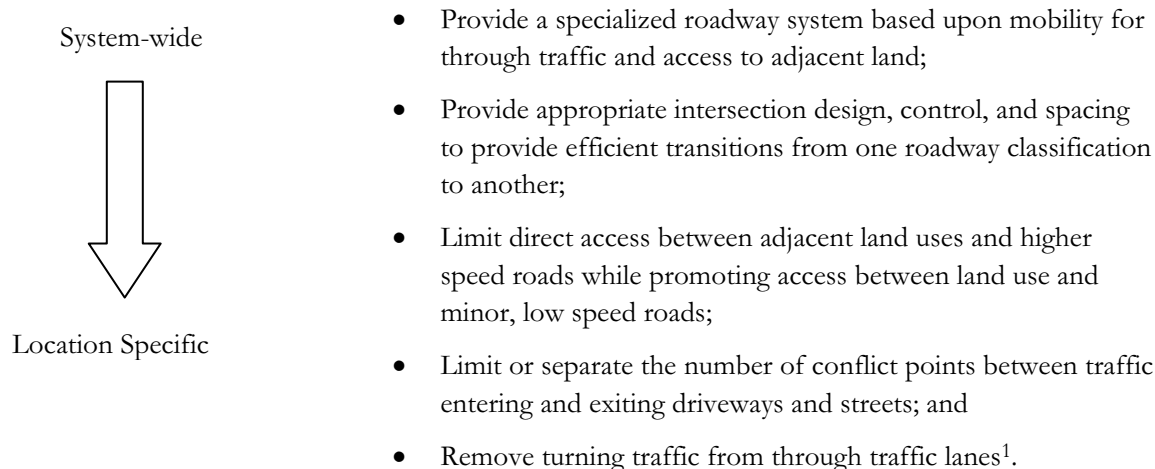 System-wide
Location Specific
• Provide a specialized roadway system based upon mobility for
through traffic and access to adjacent land;
• Provide appropriate intersection design, control, and spacing
to provide efficient transitions from one roadway classification
to another;
• Limit direct access between adjacent land uses and higher
speed roads while promoting access between land use and
minor, low speed roads;
• Limit or separate the number of conflict points between traffic
entering and exiting driveways and streets; and
• Remove turning traffic from through traffic lanes¹.